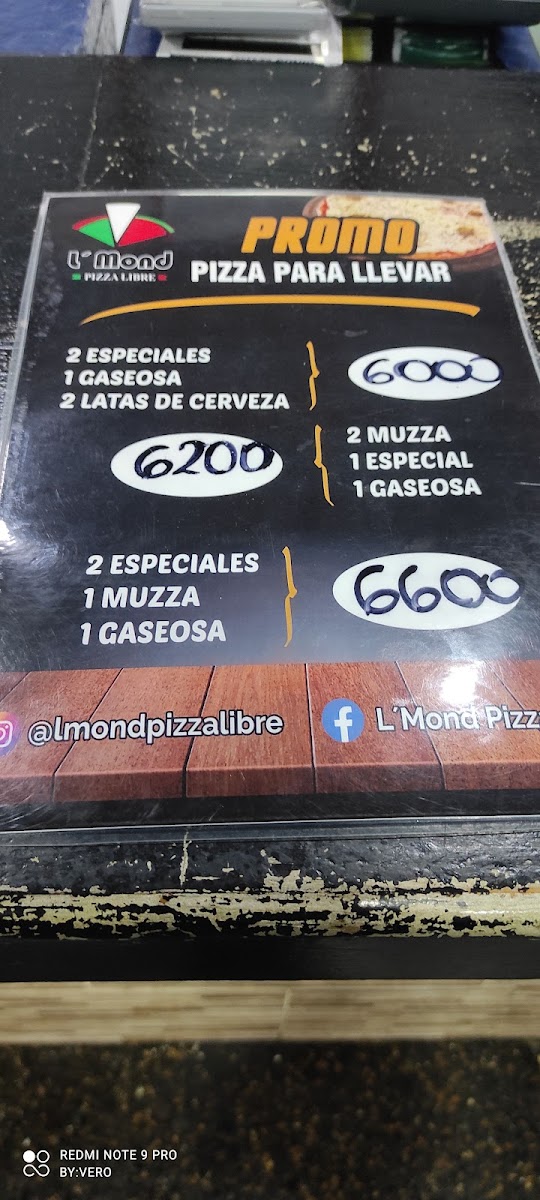 L´Mond
PIZZA LIBRE
PROMO
PIZZA PARA LLEVAR
2 ESPECIALES
1 GASEOSA
2 LATAS DE CERVEZA
6000
6200
2 MUZZA
1 ESPECIAL
1 GASEOSA
2 ESPECIALES
1 MUZZA
1 GASEOSA
6600
@lmondpizzalibre
L´Mond Pizz
REDMI NOTE 9 PRO
BY:VERO